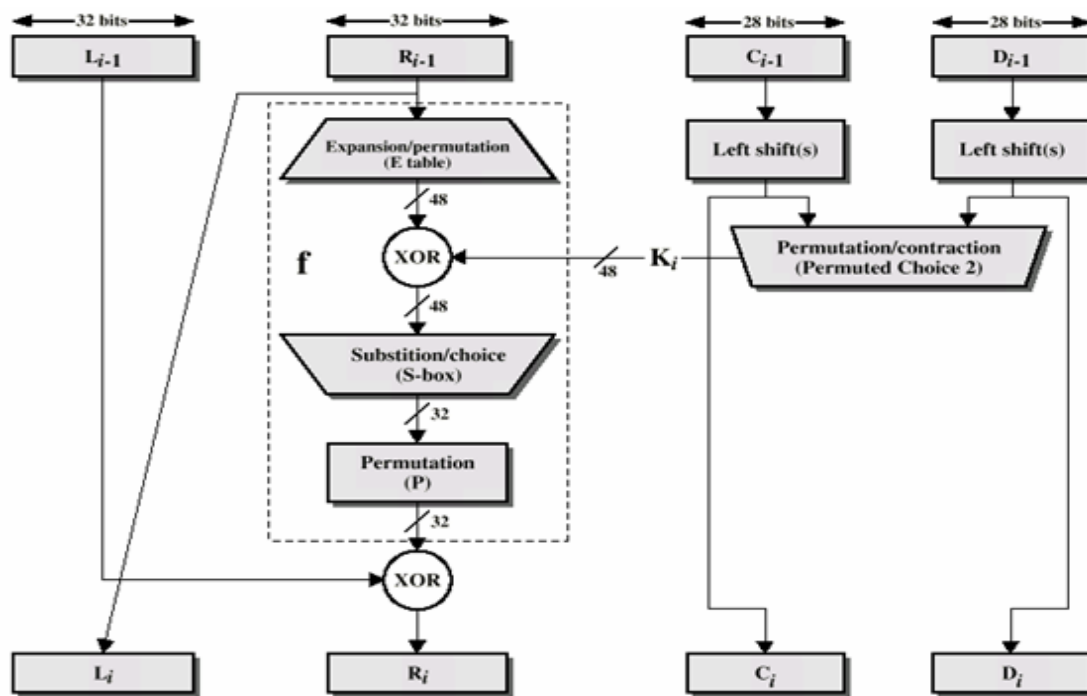 32 bits
32 bits
28 bits
28 bits
Li-1
Ri-1
Ci-1
Di-1
Expansion/permutation
(E table)
Left shift(s)
Left shift(s)
48
f
XOR
48
Ki
Permutation/contraction
(Permuted Choice 2)
48
Substition/choice
(S-box)
32
Permutation
(P)
32
XOR
Li
Ri
Ci
Di